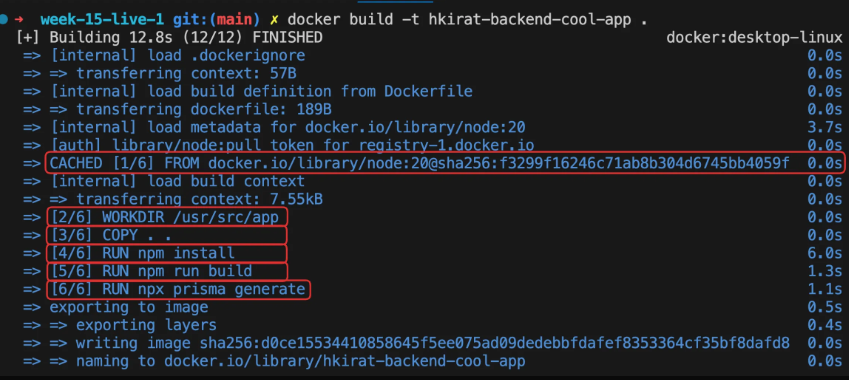 ➜ week-15-live-1 git:(main) ✗ docker build -t hkirat-backend-cool-app .
[+] Building 12.8s (12/12) FINISHED docker:desktop-linux
=> [internal] load .dockerignore 0.0s
=> => transferring context: 57B 0.0s
=> [internal] load build definition from Dockerfile 0.0s
=> => transferring dockerfile: 189B 0.0s
=> [internal] load metadata for docker.io/library/node:20 3.7s
=> [auth] library/node:pull token for registry-1.docker.io 0.0s
=> CACHED [1/6] FROM docker.io/library/node:20@sha256:f3299f16246c71ab8b304d6745bb4059f 0.0s
=> [internal] load build context 0.0s
=> => transferring context: 7.55kB 0.0s
=> [2/6] WORKDIR /usr/src/app 0.0s
=> [3/6] COPY . . 0.0s
=> [4/6] RUN npm install 6.0s
=> [5/6] RUN npm run build 1.3s
=> [6/6] RUN npx prisma generate 1.1s
=> exporting to image 0.5s
=> => exporting layers 0.4s
=> => writing image sha256:d0ce15534410858645f5ee075ad09dedebbfdafef8353364cf35bf8dafd8 0.0s
=> => naming to docker.io/library/hkirat-backend-cool-app 0.0s